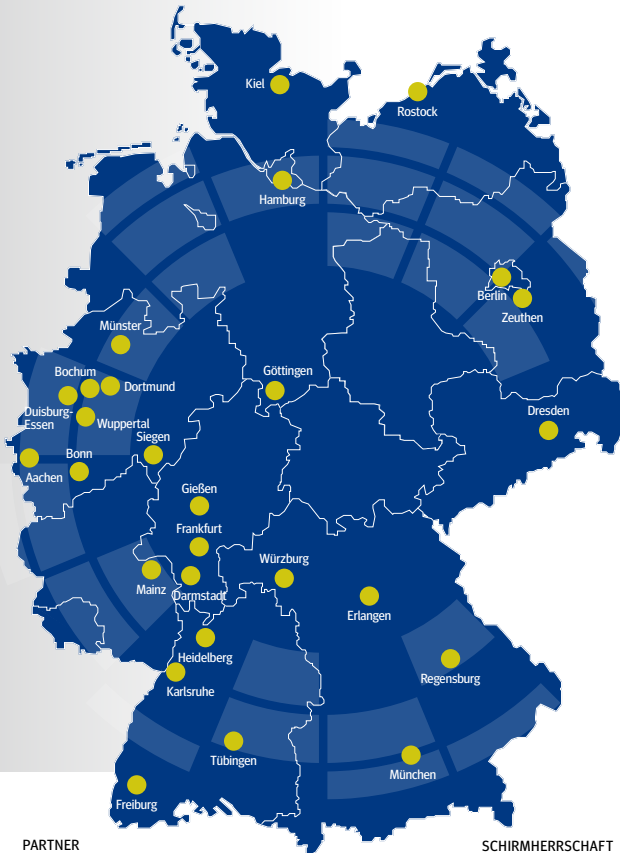 Kiel
Rostock
Hamburg
Berlin
Zeuthen
Münster
Göttingen
Bochum
Dortmund
Duisburg-
Essen
Wuppertal
Dresden
Siegen
Bonn
Aachen
Gießen
Frankfurt
Würzburg
Mainz
Darmstadt
Erlangen
Heidelberg
Regensburg
Karlsruhe
Tübingen
München
Freiburg
PARTNER
SCHIRMHERRSCHAFT